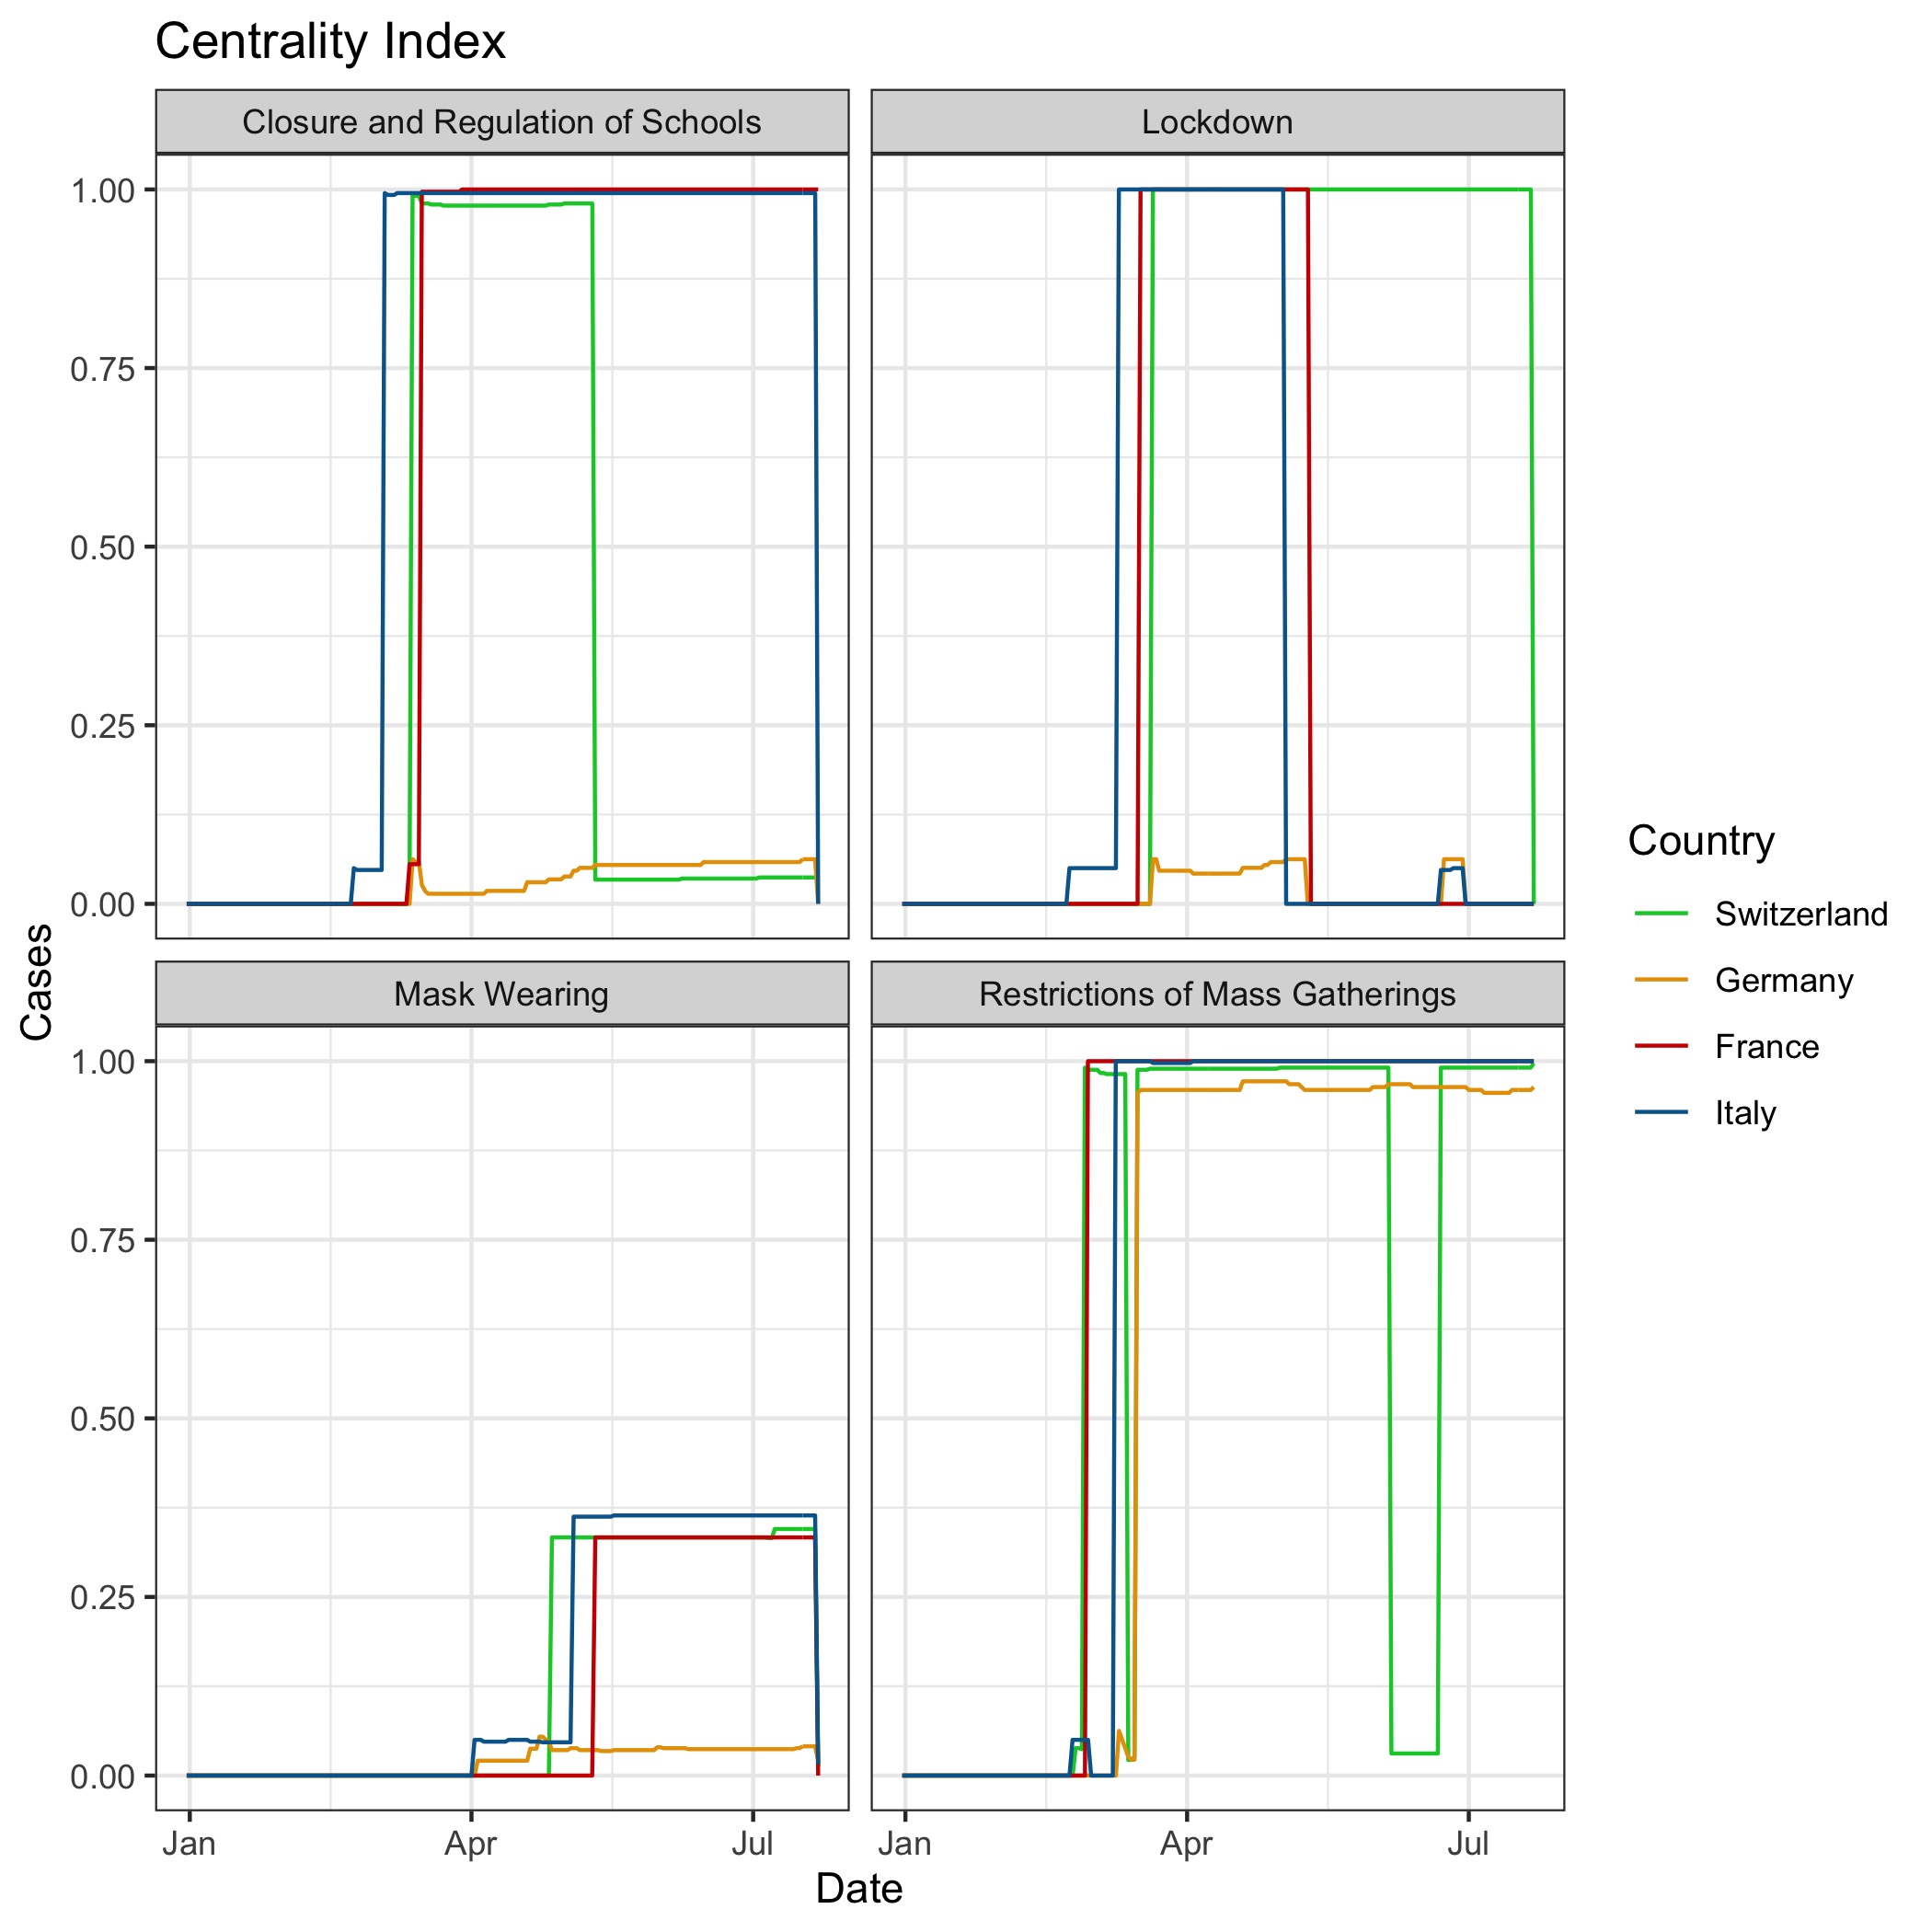 Centrality Index
Closure and Regulation of Schools
Lockdown
1.00
0.75
0.50
0.25
0.00
Mask Wearing
Restrictions of Mass Gatherings
1.00
0.75
0.50
0.25
0.00
Jan Apr Jul
Jan Apr Jul
Date
Cases
Country
Switzerland
Germany
France
Italy